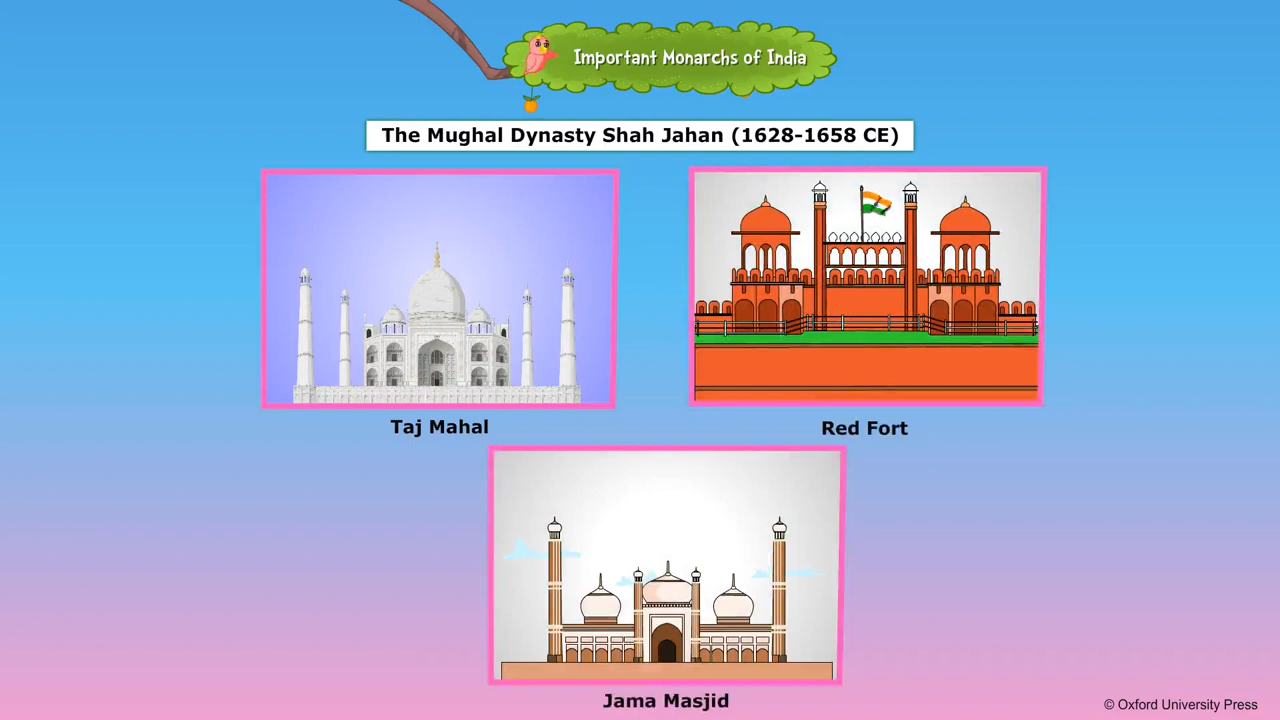 Important Monarchs of India
The Mughal Dynasty Shah Jahan (1628-1658 CE)
Taj Mahal
Red Fort
Jama Masjid
© Oxford University Press